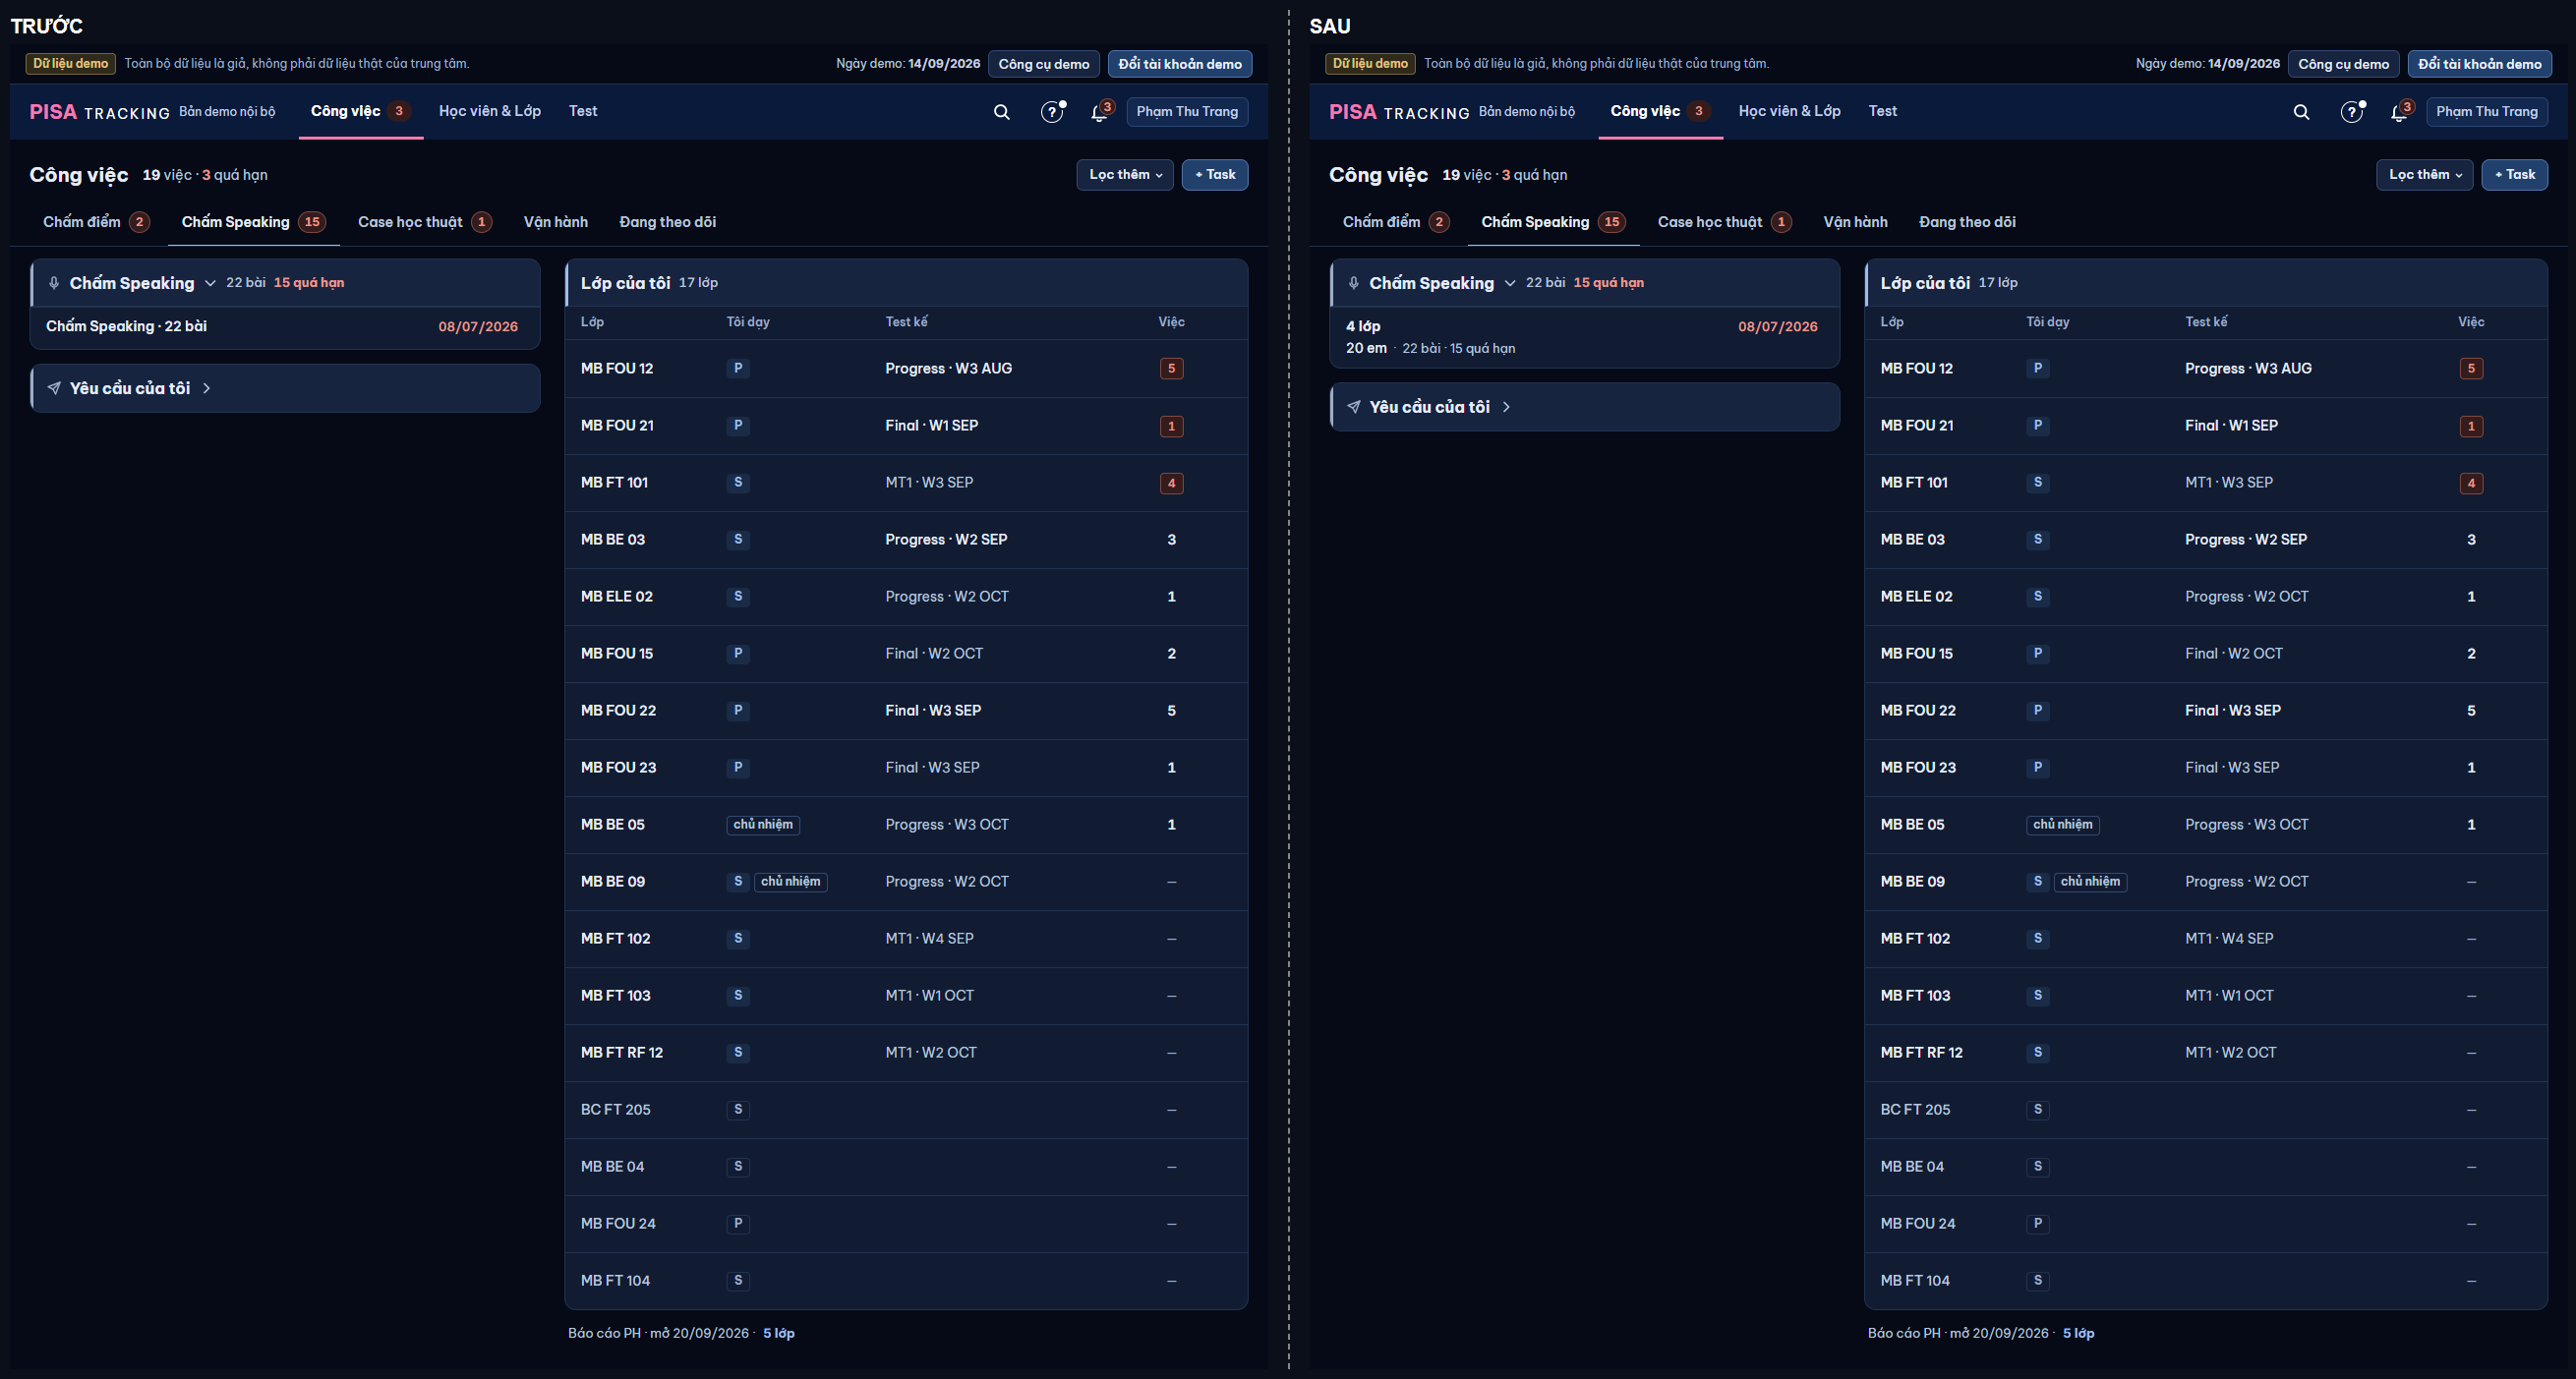 TRƯỚC
Dữ liệu demo Toàn bộ dữ liệu là giả, không phải dữ liệu thật của trung tâm. Ngày demo: 14/09/2026 Công cụ demo Đổi tài khoản demo
PISA TRACKING Bản demo nội bộ Công việc 3 Học viên & Lớp Test ? 3 Phạm Thu Trang
Công việc 19 việc · 3 quá hạn Lọc thêm + Task
Chấm điểm 2 Chấm Speaking 15 Case học thuật 1 Vận hành Đang theo dõi
Chấm Speaking 22 bài 15 quá hạn
Chấm Speaking · 22 bài 08/07/2026
Yêu cầu của tôi
Lớp của tôi 17 lớp
Lớp Tôi dạy Test kế Việc
MB FOU 12 P Progress · W3 AUG 5
MB FOU 21 P Final · W1 SEP 1
MB FT 101 S MT1 · W3 SEP 4
MB BE 03 S Progress · W2 SEP 3
MB ELE 02 S Progress · W2 OCT 1
MB FOU 15 P Final · W2 OCT 2
MB FOU 22 P Final · W3 SEP 5
MB FOU 23 P Final · W3 SEP 1
MB BE 05 chủ nhiệm Progress · W3 OCT 1
MB BE 09 S chủ nhiệm Progress · W2 OCT –
MB FT 102 S MT1 · W4 SEP –
MB FT 103 S MT1 · W1 OCT –
MB FT RF 12 S MT1 · W2 OCT –
BC FT 205 S –
MB BE 04 S –
MB FOU 24 P –
MB FT 104 S –
Báo cáo PH · mở 20/09/2026 · 5 lớp
SAU
Dữ liệu demo Toàn bộ dữ liệu là giả, không phải dữ liệu thật của trung tâm. Ngày demo: 14/09/2026 Công cụ demo Đổi tài khoản demo
PISA TRACKING Bản demo nội bộ Công việc 3 Học viên & Lớp Test ? 3 Phạm Thu Trang
Công việc 19 việc · 3 quá hạn Lọc thêm + Task
Chấm điểm 2 Chấm Speaking 15 Case học thuật 1 Vận hành Đang theo dõi
Chấm Speaking 22 bài 15 quá hạn
4 lớp 08/07/2026
20 em · 22 bài · 15 quá hạn
Yêu cầu của tôi
Lớp của tôi 17 lớp
Lớp Tôi dạy Test kế Việc
MB FOU 12 P Progress · W3 AUG 5
MB FOU 21 P Final · W1 SEP 1
MB FT 101 S MT1 · W3 SEP 4
MB BE 03 S Progress · W2 SEP 3
MB ELE 02 S Progress · W2 OCT 1
MB FOU 15 P Final · W2 OCT 2
MB FOU 22 P Final · W3 SEP 5
MB FOU 23 P Final · W3 SEP 1
MB BE 05 chủ nhiệm Progress · W3 OCT 1
MB BE 09 S chủ nhiệm Progress · W2 OCT –
MB FT 102 S MT1 · W4 SEP –
MB FT 103 S MT1 · W1 OCT –
MB FT RF 12 S MT1 · W2 OCT –
BC FT 205 S –
MB BE 04 S –
MB FOU 24 P –
MB FT 104 S –
Báo cáo PH · mở 20/09/2026 · 5 lớp